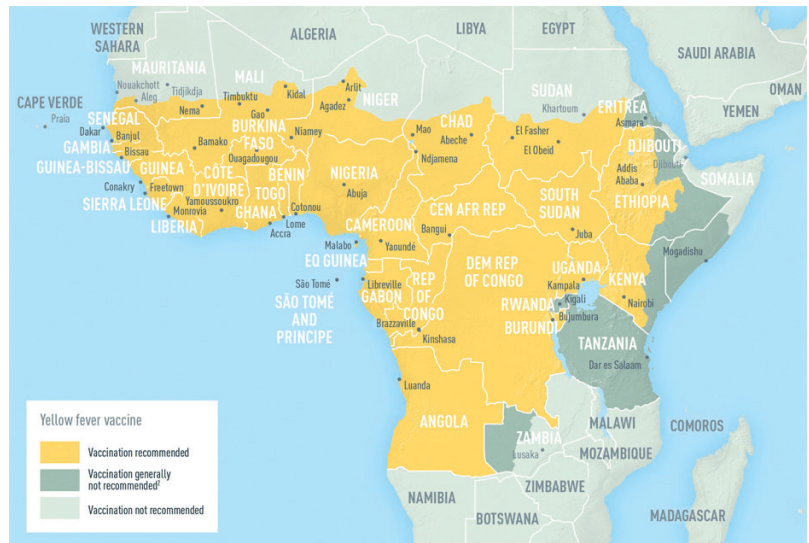 WESTERN
SAHARA
ALGERIA
LIBYA
EGYPT
SAUDI ARABIA
OMAN
YEMEN
MAURITANIA
Nouakchott
Tidjikdja
Aleg
Nema
MALI
Timbuktu
Kidal
Gao
Arlit
Agadez
NIGER
SUDAN
Khartoum
ERITREA
Asmara
CAPE VERDE
Praia
SENEGAL
Dakar
Banjul
GAMBIA
Bissau
GUINEA-BISSAU
GUINEA
Bamako
BURKINA
FASO
Niamey
Ouagadougou
Mao
CHAD
Abeche
Ndjamena
El Fasher
El Obeid
DJIBOUTI
Djibouti
Addis
Ababa
ETHIOPIA
SOMALIA
Mogadishu
Conakry
Freetown
SIERRA LEONE
Monrovia
LIBERIA
CÔTE
D'IVOIRE
Yamoussoukro
GHANA
TOGO
BENIN
Cotonou
Lome
Accra
NIGERIA
Abuja
CAMEROON
Malabo
Yaoundé
EQ GUINEA
CEN AFR REP
Bangui
SOUTH
SUDAN
Juba
São Tomé
SÃO TOMÉ
AND
PRINCIPE
Libreville
GABON
REP
OF
CONGO
Brazzaville
Kinshasa
DEM REP
OF CONGO
UGANDA
Kampala
KENYA
Nairobi
RWANDA
Kigali
BURUNDI
Bujumbura
TANZANIA
Dar es Salaam
Luanda
ANGOLA
ZAMBIA
Lusaka
MALAWI
MOZAMBIQUE
COMOROS
ZIMBABWE
NAMIBIA
BOTSWANA
MADAGASCAR
Yellow fever vaccine
Vaccination recommended
Vaccination generally
not recommended²
Vaccination not recommended